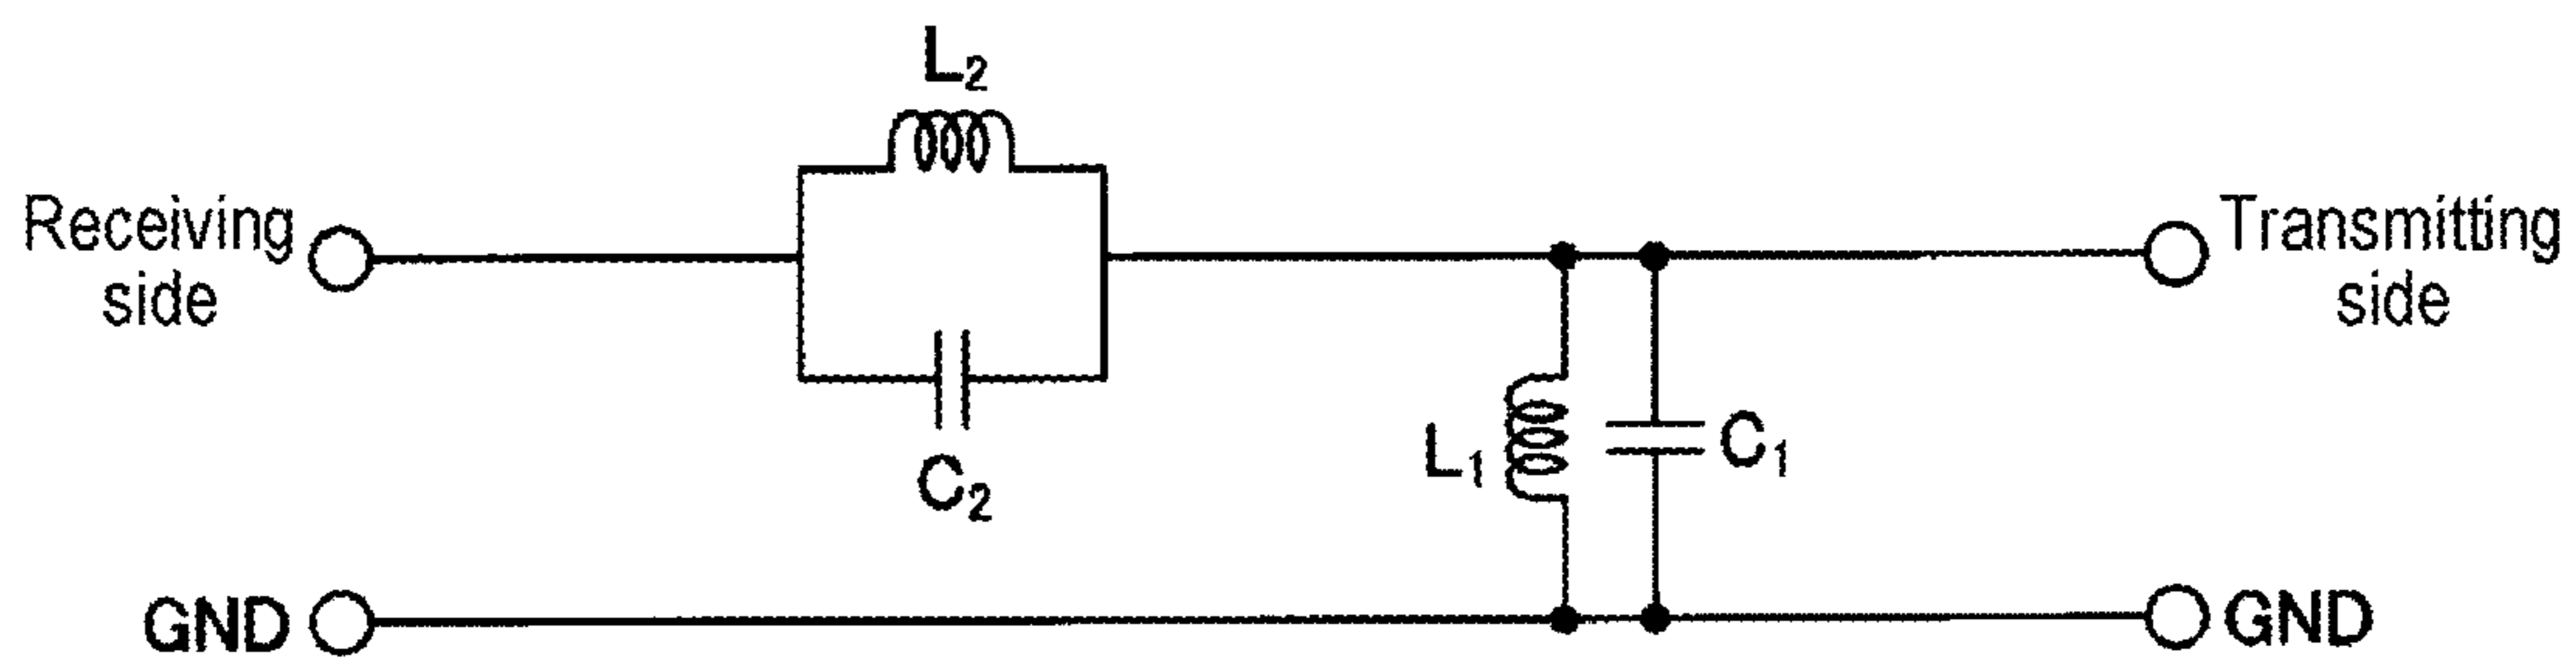 L₂
Receiving
side
Transmitting
side
C₂
L₁
C₁
GND
GND